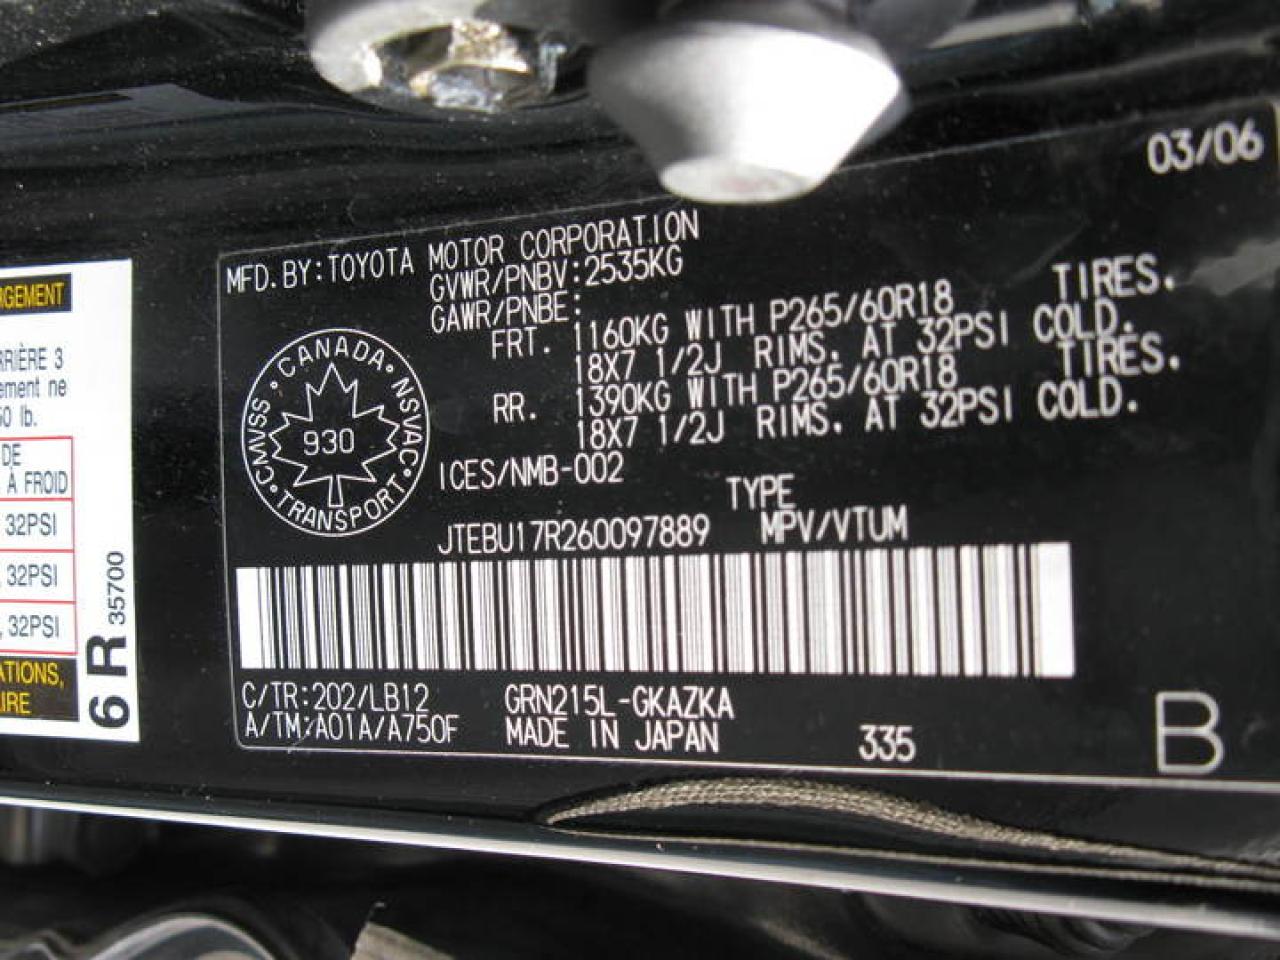 RGEMENT
RRIÈRE 3
ement ne
50 lb.
DE
À FROID
32PSI
32PSI
, 32PSI
ATIONS,
IRE
6R 35700
03/06
MFD. BY: TOYOTA MOTOR CORPORATION
GVWR/PNBV: 2535KG
GAWR/PNBE:
FRT. 1160KG WITH P265/60R18 TIRES.
18X7 1/2J RIMS. AT 32PSI COLD.
RR. 1390KG WITH P265/60R18 TIRES.
18X7 1/2J RIMS. AT 32PSI COLD.
CANADA • NSVAC • TRANSPORT • CMVSS •
930
ICES/NMB-002
TYPE
JTEBU17R260097889 MPV/VTUM
C/TR: 202/LB12 GRN215L-GKAZKA
A/TM: A01A/A750F MADE IN JAPAN 335
B